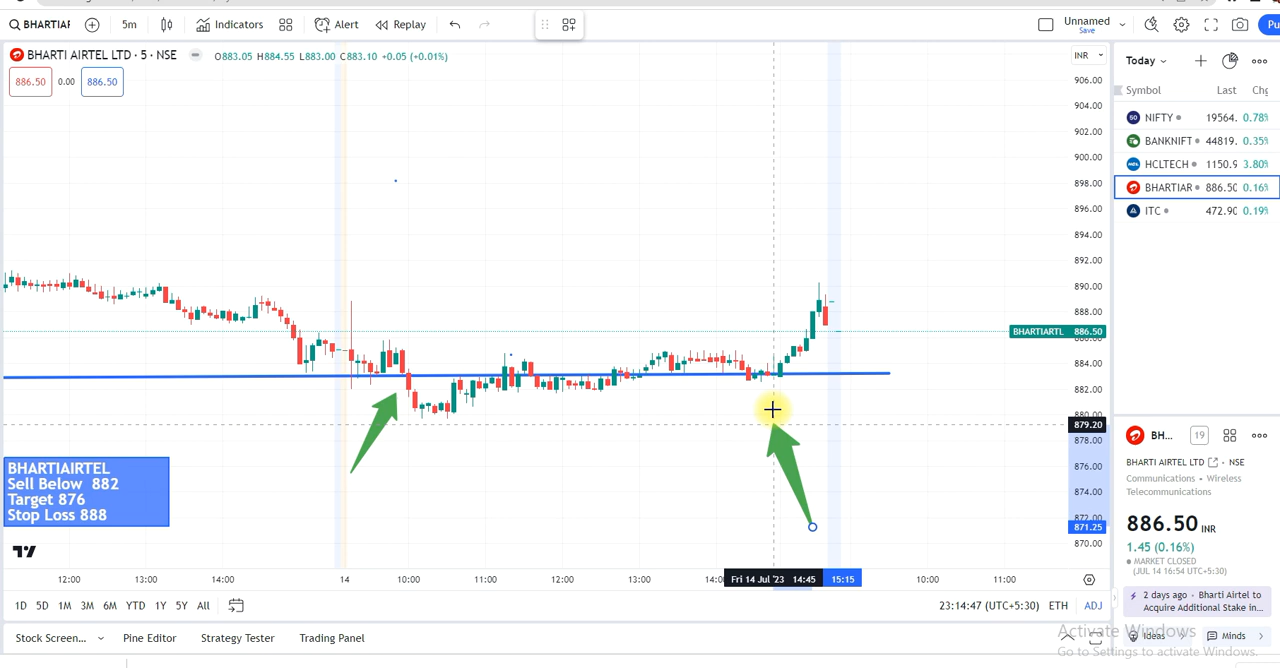 BHARTIAR
5m
Indicators
Alert
Replay
Unnamed
Save
Pu
BHARTI AIRTEL LTD · 5 · NSE
O883.05 H884.55 L883.00 C883.10 +0.05 (+0.01%)
886.50 0.00 886.50
INR
906.00
904.00
902.00
900.00
898.00
896.00
894.00
892.00
890.00
888.00
BHARTIARTL 886.50
886.00
884.00
882.00
880.00
879.20
878.00
876.00
874.00
872.00
871.25
870.00
BHARTIAIRTEL
Sell Below 882
Target 876
Stop Loss 888
12:00 13:00 14:00 14 10:00 11:00 12:00 13:00 14:00 Fri 14 Jul '23 14:45 15:15 10:00 11:00
1D 5D 1M 3M 6M YTD 1Y 5Y All
23:14:47 (UTC+5:30) ETH ADJ
Stock Screen... Pine Editor Strategy Tester Trading Panel
Today
Symbol Last Chg
NIFTY 19564. 0.78%
BANKNIFT 44819. 0.35%
HCLTECH 1150.9 3.80%
BHARTIAR 886.50 0.16%
ITC 472.90 0.19%
BH... 19
BHARTI AIRTEL LTD · NSE
Communications • Wireless
Telecommunications
886.50 INR
1.45 (0.16%)
MARKET CLOSED
(JUL 14 16:54 UTC+5:30)
2 days ago · Bharti Airtel to
Acquire Additional Stake in...
Ideas Minds
Activate Windows
Go to Settings to activate Windows.